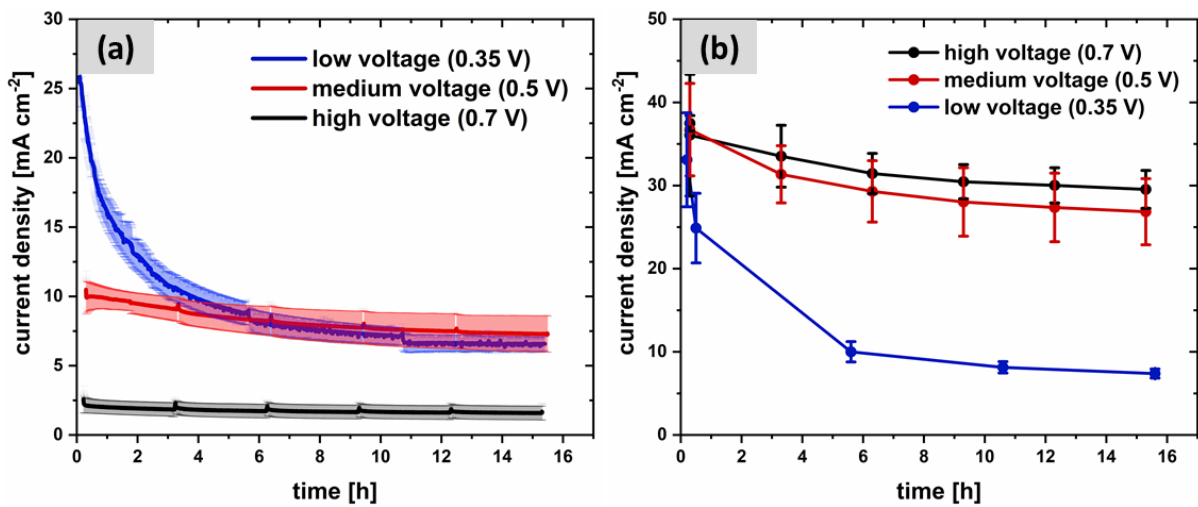 (a)
low voltage (0.35 V)
medium voltage (0.5 V)
high voltage (0.7 V)
30
25
20
15
10
5
0
current density [mA cm-2]
0 2 4 6 8 10 12 14 16
time [h]
(b)
high voltage (0.7 V)
medium voltage (0.5 V)
low voltage (0.35 V)
50
40
30
20
10
0
current density [mA cm-2]
0 2 4 6 8 10 12 14 16
time [h]